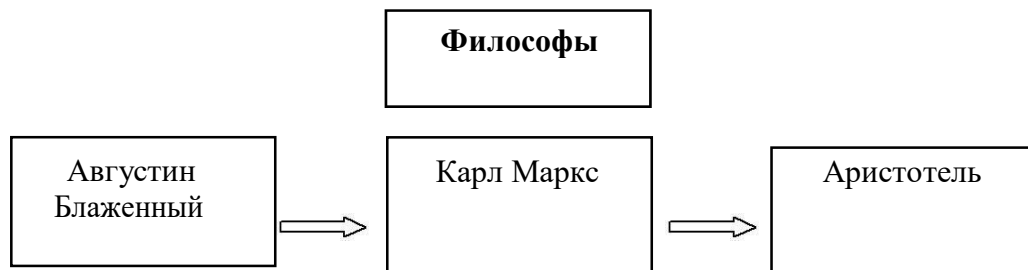 Философы
Августин
Блаженный
Карл Маркс
Аристотель